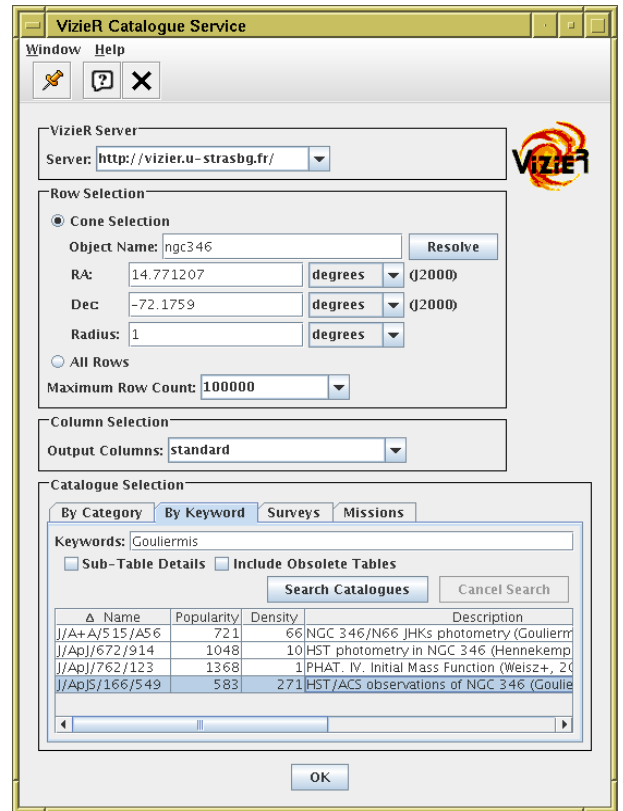 VizieR Catalogue Service
Window Help
VizieR Server
Server: http://vizier.u-strasbg.fr/
VizieR
Row Selection
Cone Selection
Object Name: ngc346 Resolve
RA: 14.771207 degrees (J2000)
Dec: -72.1759 degrees (J2000)
Radius: 1 degrees
All Rows
Maximum Row Count: 100000
Column Selection
Output Columns: standard
Catalogue Selection
By Category By Keyword Surveys Missions
Keywords: Gouliermis
Sub-Table Details Include Obsolete Tables
Search Catalogues Cancel Search
Name Popularity Density Description
J/A+A/515/A56 721 66 NGC 346/N66 JHKs photometry (Goulierm
J/ApJ/672/914 1048 10 HST photometry in NGC 346 (Hennekemp
J/ApJ/762/123 1368 1 PHAT. IV. Initial Mass Function (Weisz+, 20
J/ApJS/166/549 583 271 HST/ACS observations of NGC 346 (Goulie
OK